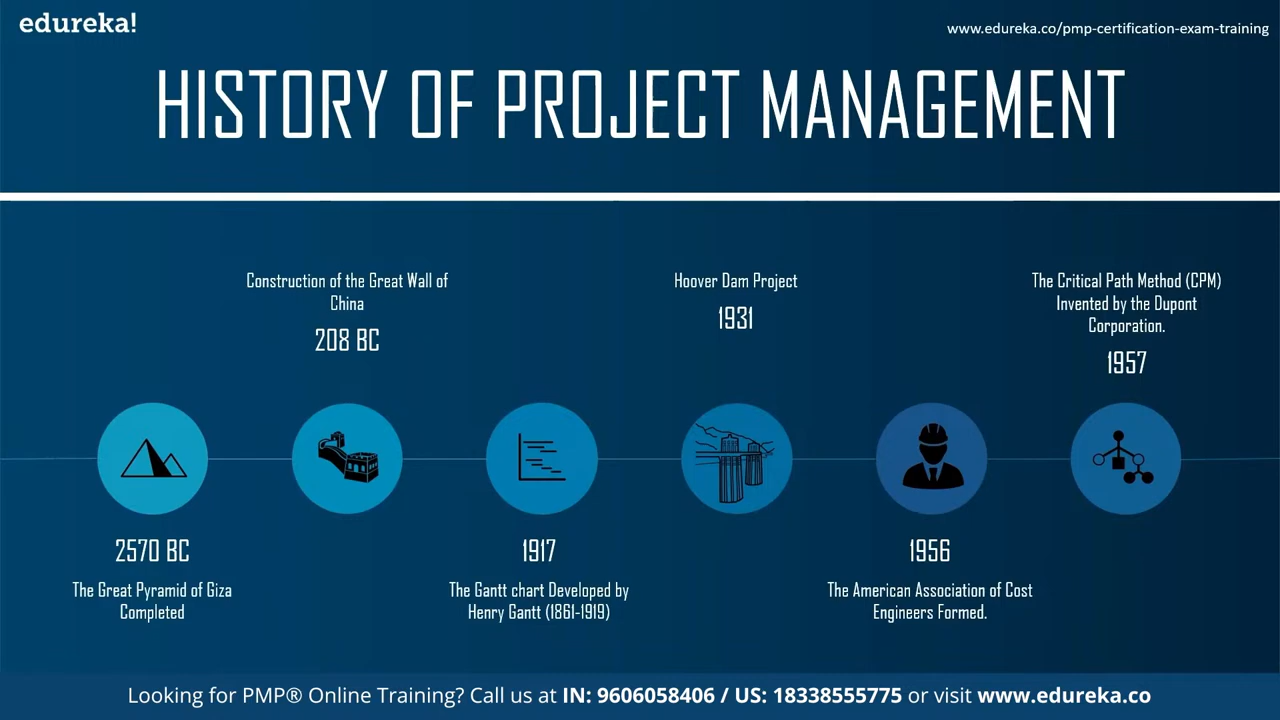 edureka!
www.edureka.co/pmp-certification-exam-training
HISTORY OF PROJECT MANAGEMENT
Construction of the Great Wall of
China
208 BC
Hoover Dam Project
1931
The Critical Path Method (CPM)
Invented by the Dupont
Corporation.
1957
2570 BC
The Great Pyramid of Giza
Completed
1917
The Gantt chart Developed by
Henry Gantt (1861-1919)
1956
The American Association of Cost
Engineers Formed.
Looking for PMP® Online Training? Call us at IN: 9606058406 / US: 18338555775 or visit www.edureka.co